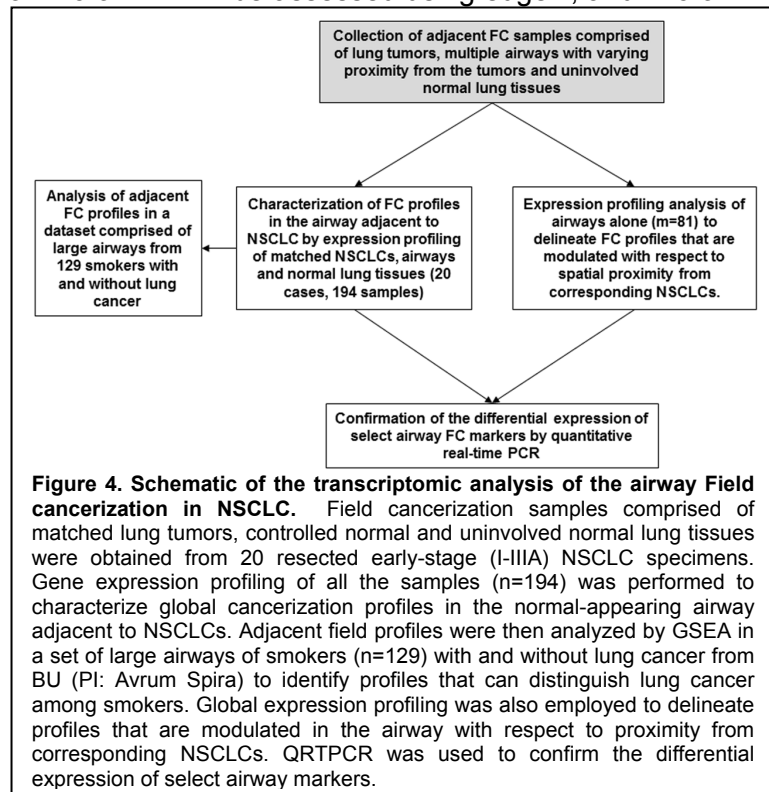 Collection of adjacent FC samples comprised
of lung tumors, multiple airways with varying
proximity from the tumors and uninvolved
normal lung tissues
Analysis of adjacent
FC profiles in a
dataset comprised of
large airways from
129 smokers with
and without lung
cancer
Characterization of FC profiles
in the airway adjacent to
NSCLC by expression profiling
of matched NSCLCs, airways
and normal lung tissues (20
cases, 194 samples)
Expression profiling analysis of
airways alone (m=81) to
delineate FC profiles that are
modulated with respect to
spatial proximity from
corresponding NSCLCs.
Confirmation of the differential expression of
select airway FC markers by quantitative
real-time PCR
Figure 4. Schematic of the transcriptomic analysis of the airway Field
cancerization in NSCLC. Field cancerization samples comprised of
matched lung tumors, controlled normal and uninvolved normal lung tissues
were obtained from 20 resected early-stage (I-IIIA) NSCLC specimens.
Gene expression profiling of all the samples (n=194) was performed to
characterize global cancerization profiles in the normal-appearing airway
adjacent to NSCLCs. Adjacent field profiles were then analyzed by GSEA in
a set of large airways of smokers (n=129) with and without lung cancer from
BU (PI: Avrum Spira) to identify profiles that can distinguish lung cancer
among smokers. Global expression profiling was also employed to delineate
profiles that are modulated in the airway with respect to proximity from
corresponding NSCLCs. QRTPCR was used to confirm the differential
expression of select airway markers.